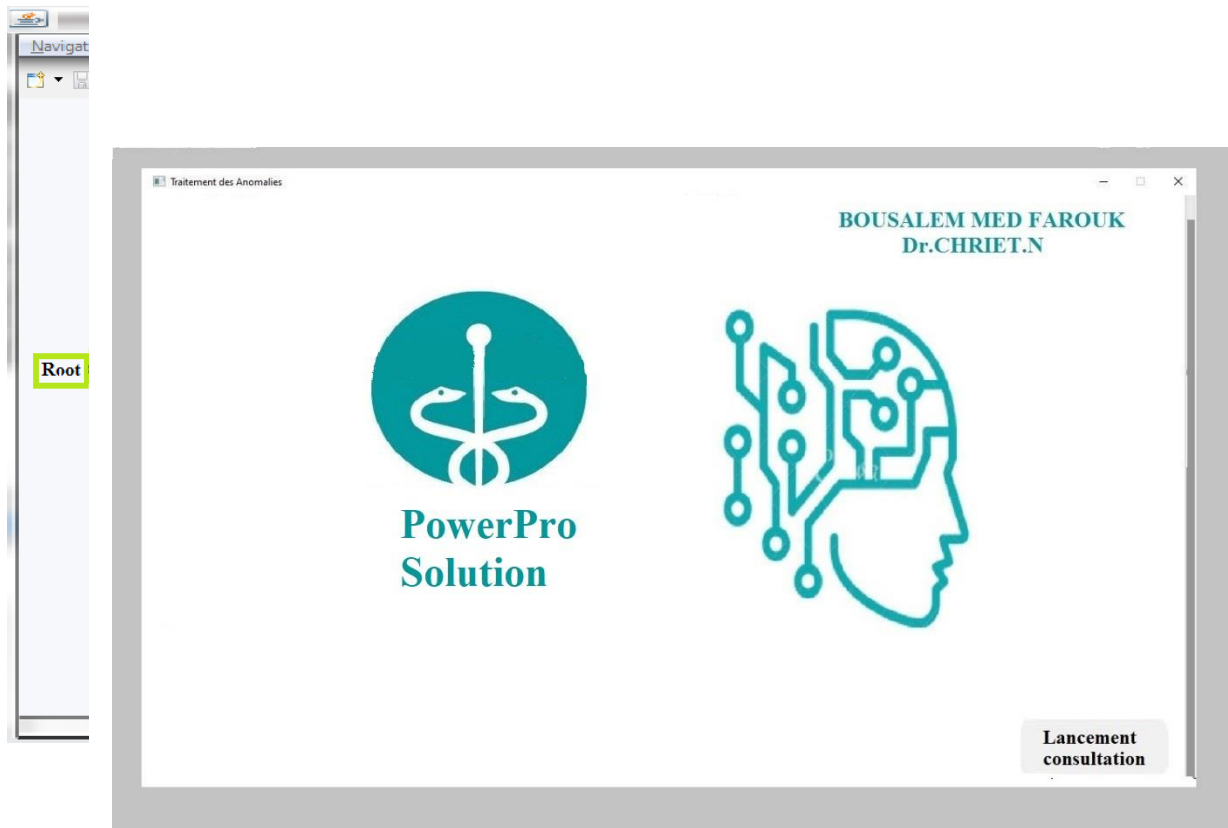 Navigat
Root
Traitement des Anomalies
BOUSALEM MED FAROUK
Dr.CHRIET.N
PowerPro
Solution
Lancement
consultation